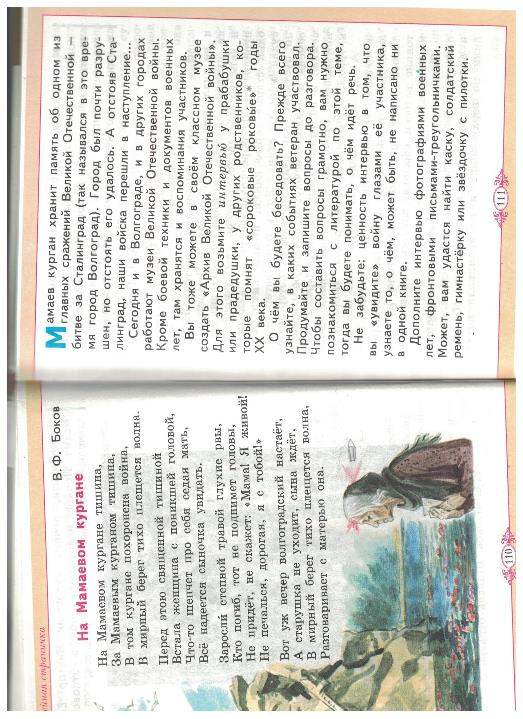 В. Ф. Боков
На Мамаевом кургане
На Мамаевом кургане тишина,
За Мамаевым курганом тишина,
В том кургане похоронена война,
В мирный берег тихо плещется волна.
Перед этою священной тишиной
Встала женщина с поникшей головой,
Что-то шепчет про себя седая мать,
Всё надеется сыночка увидать.
Заросли степной травой глухие рвы,
Кто погиб, тот не поднимет головы,
Не придёт, не скажет: «Мама! Я живой!
Не печалься, дорогая, я с тобой!»
Вот уж вечер волгоградский настаёт,
А старушка не уходит, сына ждёт,
В мирный берег тихо плещется волна,
Разговаривает с матерью она.
110
Мамаев курган хранит память об одном из
главных сражений Великой Отечественной —
битве за Сталинград (так назывался в это вре-
мя город Волгоград). Город был почти разру-
шен, но отстоять его удалось. А отстояв Ста-
линград, наши войска перешли в наступление...
Сегодня и в Волгограде, и в других городах
работают музеи Великой Отечественной войны.
Кроме боевой техники и документов военных
лет, там хранятся и воспоминания участников.
Вы тоже можете в своём классном музее
создать «Архив Великой Отечественной войны».
Для этого возьмите интервью у прабабушки
или прадедушки, у других родственников, ко-
торые помнят «сороковые роковые»* годы
XX века.
О чём вы будете беседовать? Прежде всего
узнайте, в каких событиях ветеран участвовал.
Продумайте и запишите вопросы до разговора.
Чтобы составить вопросы грамотно, вам нужно
познакомиться с литературой по этой теме,
тогда вы будете понимать, о чём идёт речь.
Не забудьте: ценность интервью в том, что
вы «увидите» войну глазами её участника,
узнаете то, о чём, может быть, не написано ни
в одной книге.
Дополните интервью фотографиями военных
лет, фронтовыми письмами-треугольничками.
Может, вам удастся найти каску, солдатский
ремень, гимнастёрку или звёздочку с пилотки.
111